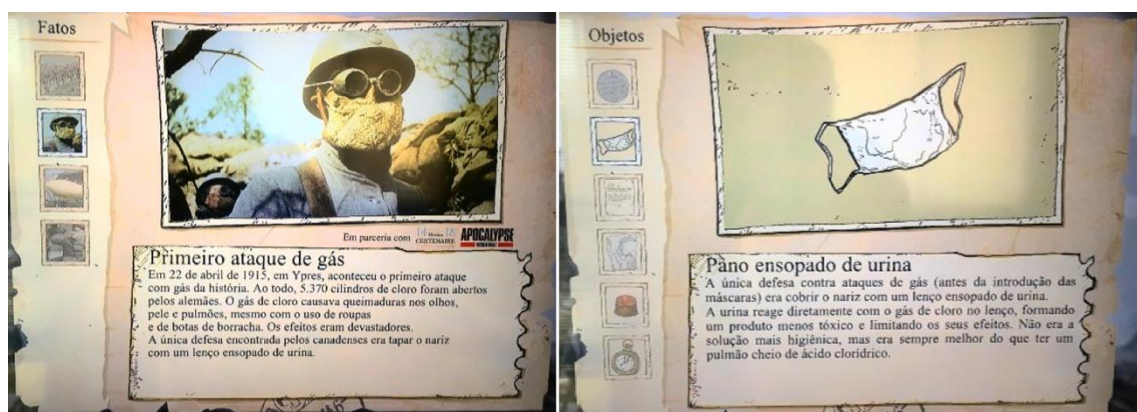 Fatos
Em parceria com 14 Mission 18 CENTENAIRE APOCALYPSE
Primeiro ataque de gás
Em 22 de abril de 1915, em Ypres, aconteceu o primeiro ataque
com gás da história. Ao todo, 5.370 cilindros de cloro foram abertos
pelos alemães. O gás de cloro causava queimaduras nos olhos,
pele e pulmões, mesmo com o uso de roupas
e de botas de borracha. Os efeitos eram devastadores.
A única defesa encontrada pelos canadenses era tapar o nariz
com um lenço ensopado de urina.
Objetos
Pano ensopado de urina
A única defesa contra ataques de gás (antes da introdução das
máscaras) era cobrir o nariz com um lenço ensopado de urina.
A urina reage diretamente com o gás de cloro no lenço, formando
um produto menos tóxico e limitando os seus efeitos. Não era a
solução mais higiênica, mas era sempre melhor do que ter um
pulmão cheio de ácido clorídrico.